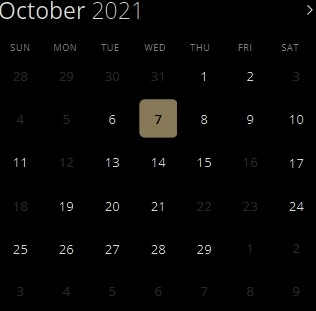 October 2021
SUN MON TUE WED THU FRI SAT
28 29 30 31 1 2 3
4 5 6 7 8 9 10
11 12 13 14 15 16 17
18 19 20 21 22 23 24
25 26 27 28 29 1 2
3 4 5 6 7 8 9